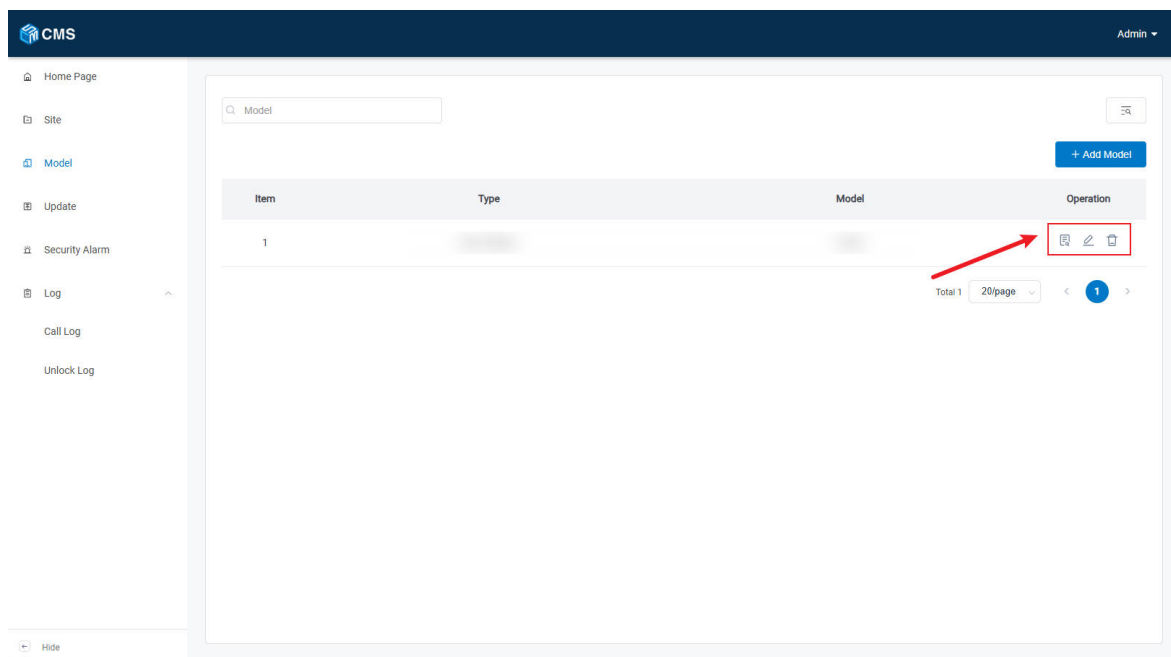 CMS
Admin
Home Page
Site
Model
Update
Security Alarm
Log
Call Log
Unlock Log
Hide
Model
+ Add Model
Item Type Model Operation
1
Total 1 20/page 1